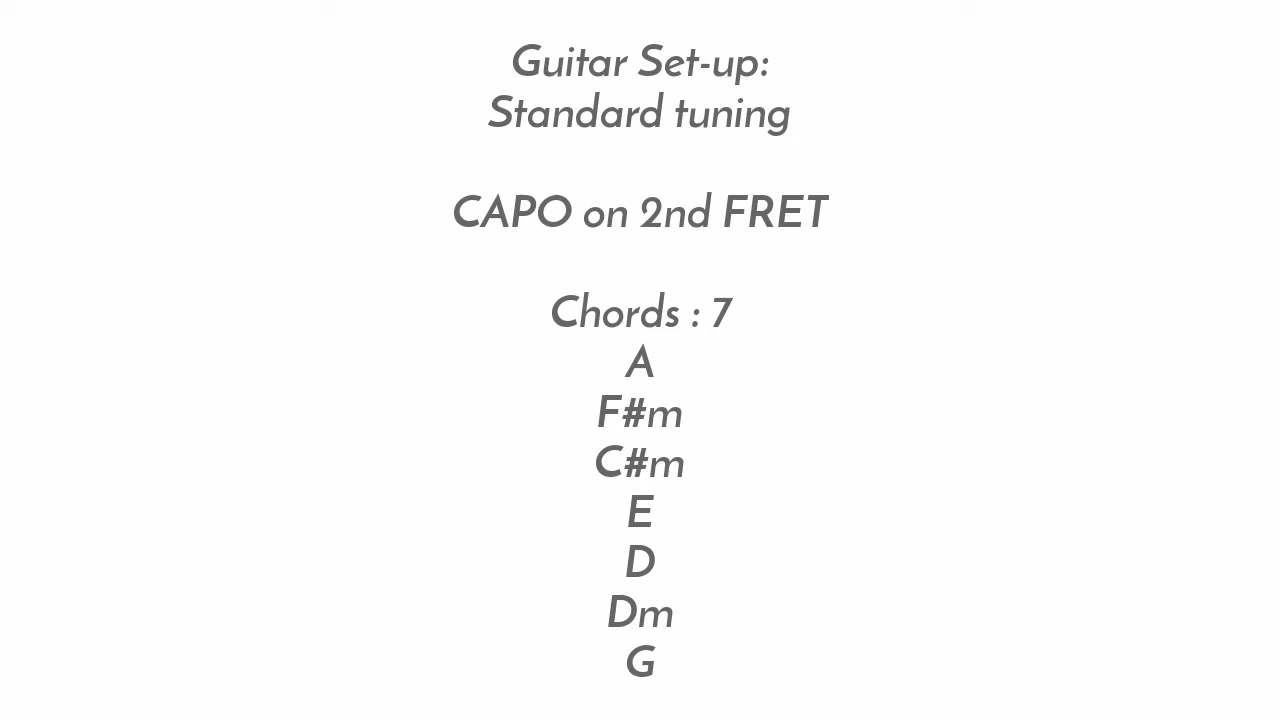 Guitar Set-up:
Standard tuning
CAPO on 2nd FRET
Chords : 7
A
F#m
C#m
E
D
Dm
G